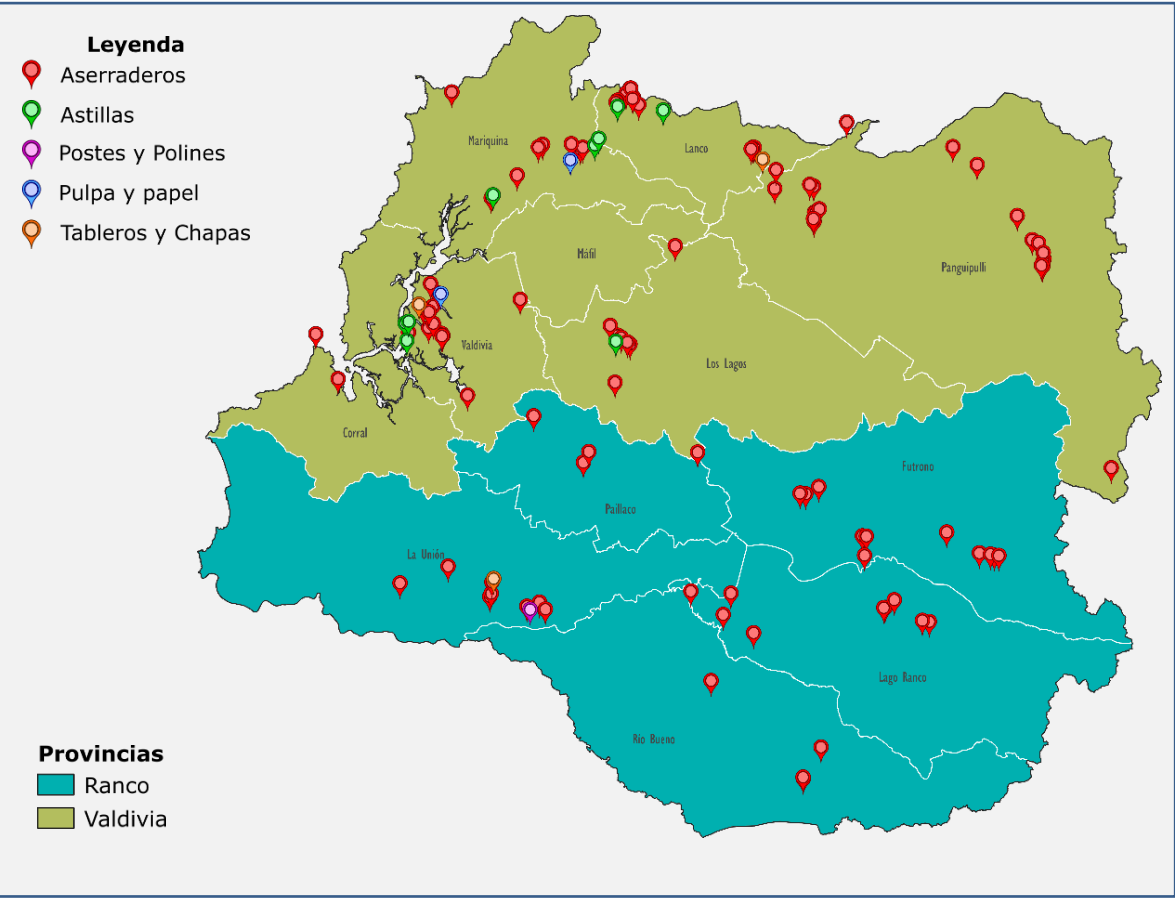 Leyenda
Aserraderos
Astillas
Postes y Polines
Pulpa y papel
Tableros y Chapas
Mariquina
Lanco
Máfil
Panguipulli
Valdivia
Los Lagos
Corral
Futrono
Paillaco
La Unión
Lago Ranco
Río Bueno
Provincias
Ranco
Valdivia